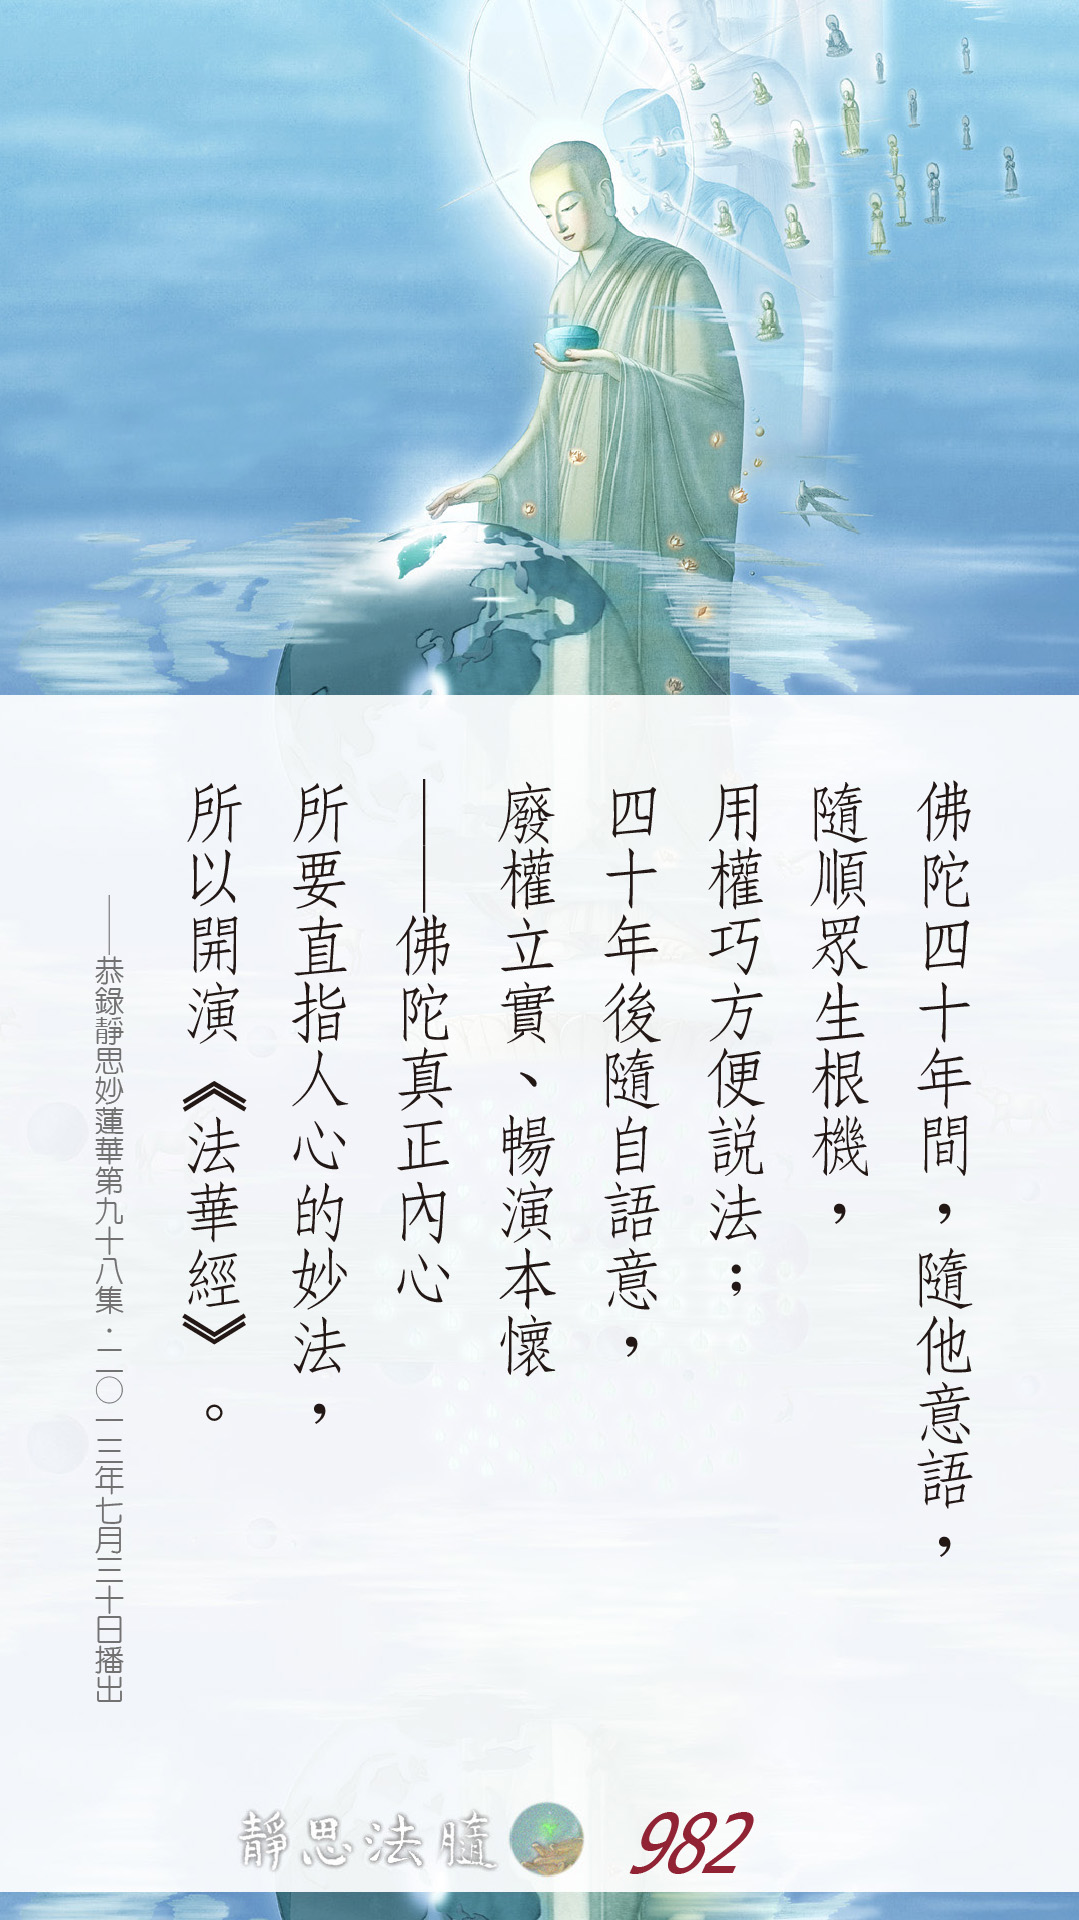 佛陀四十年間，隨他意語，
隨順眾生根機，
用權巧方便說法；
四十年後隨自語意，
廢權立實、暢演本懷
——佛陀真正內心
所要直指人心的妙法，
所以開演《法華經》。
——恭錄靜思妙蓮華第九十八集．二〇一三年七月三十日播出
靜思法髓 982